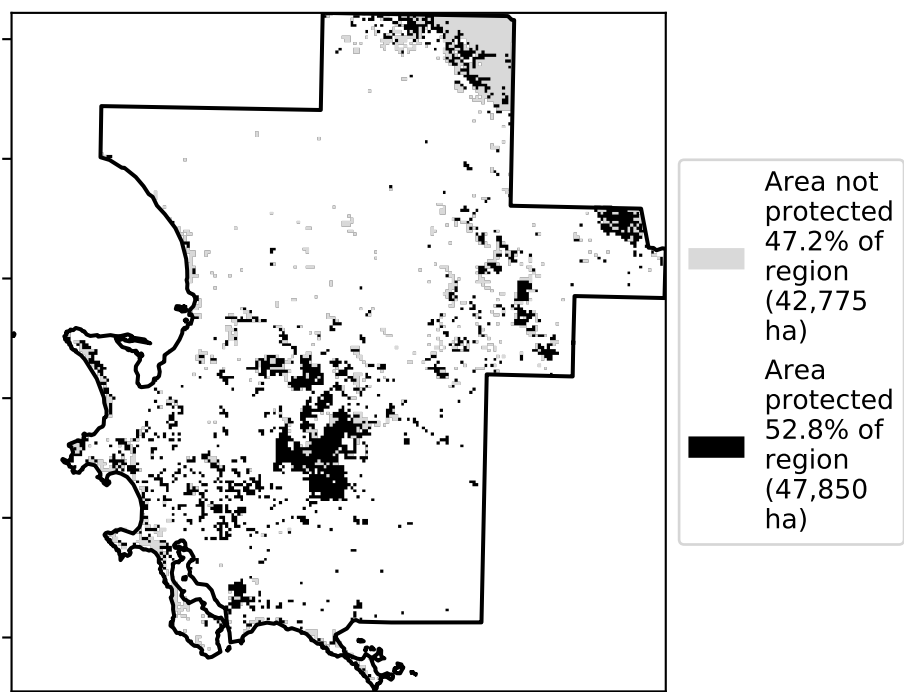 Area not
protected
47.2% of
region
(42,775
ha)
Area
protected
52.8% of
region
(47,850
ha)